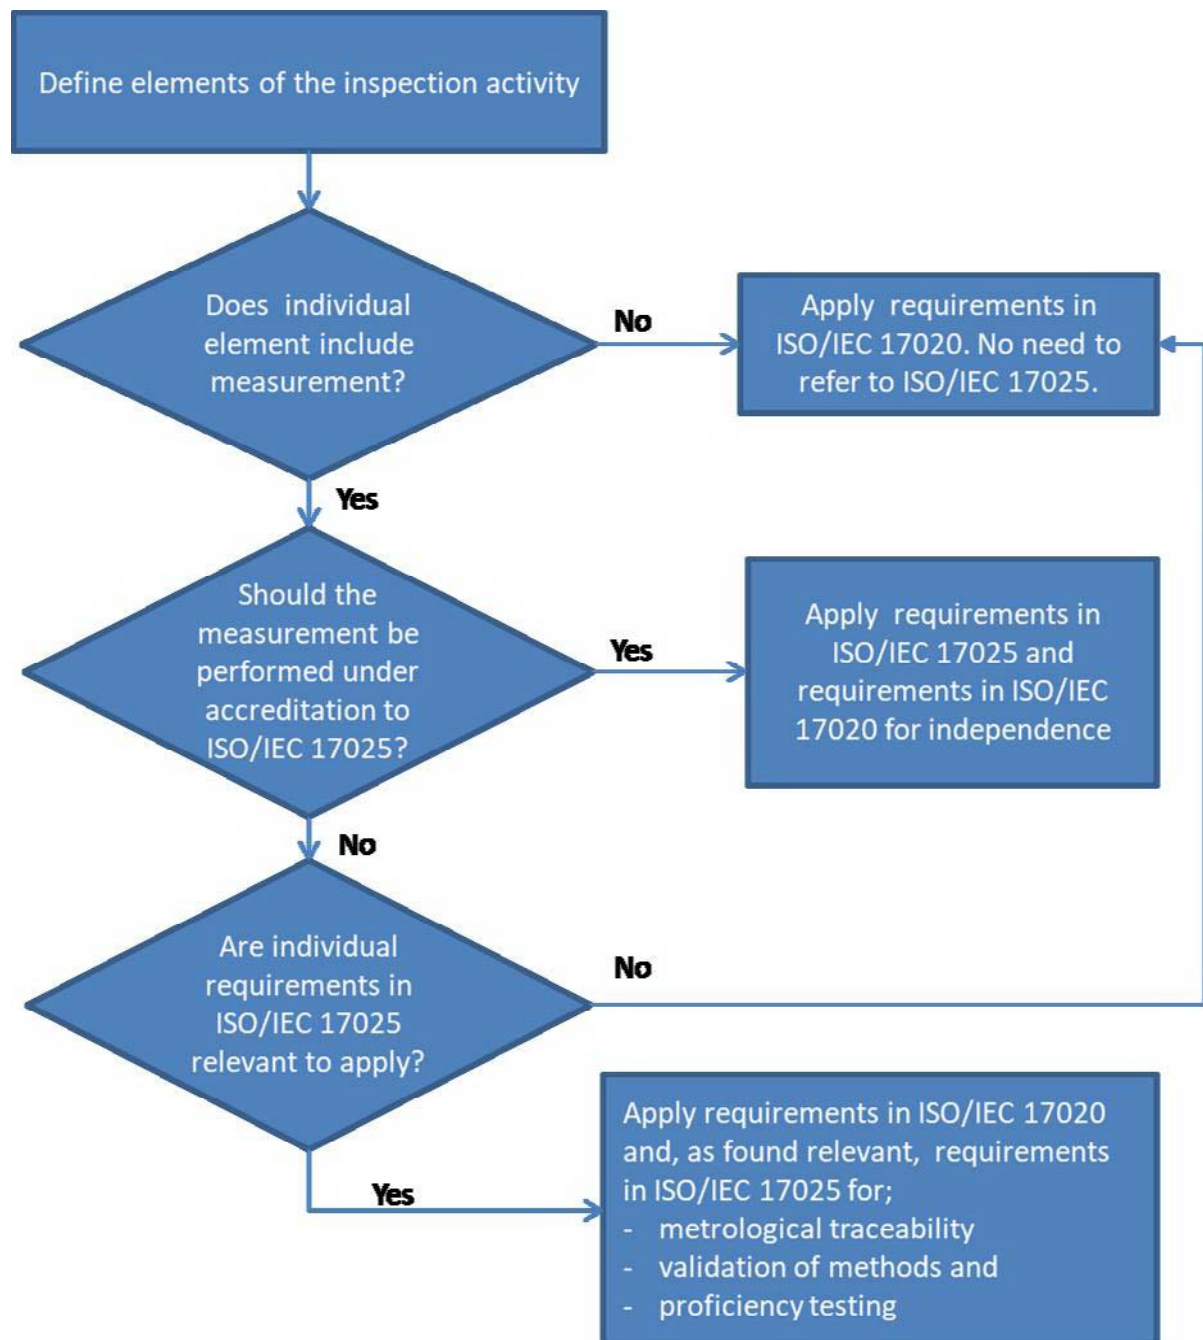 Define elements of the inspection activity
Does individual
element include
measurement?
No
Apply requirements in
ISO/IEC 17020. No need to
refer to ISO/IEC 17025.
Yes
Should the
measurement be
performed under
accreditation to
ISO/IEC 17025?
Yes
Apply requirements in
ISO/IEC 17025 and
requirements in ISO/IEC
17020 for independence
No
Are individual
requirements in
ISO/IEC 17025
relevant to apply?
No
Yes
Apply requirements in ISO/IEC 17020
and, as found relevant, requirements
in ISO/IEC 17025 for;
- metrological traceability
- validation of methods and
- proficiency testing